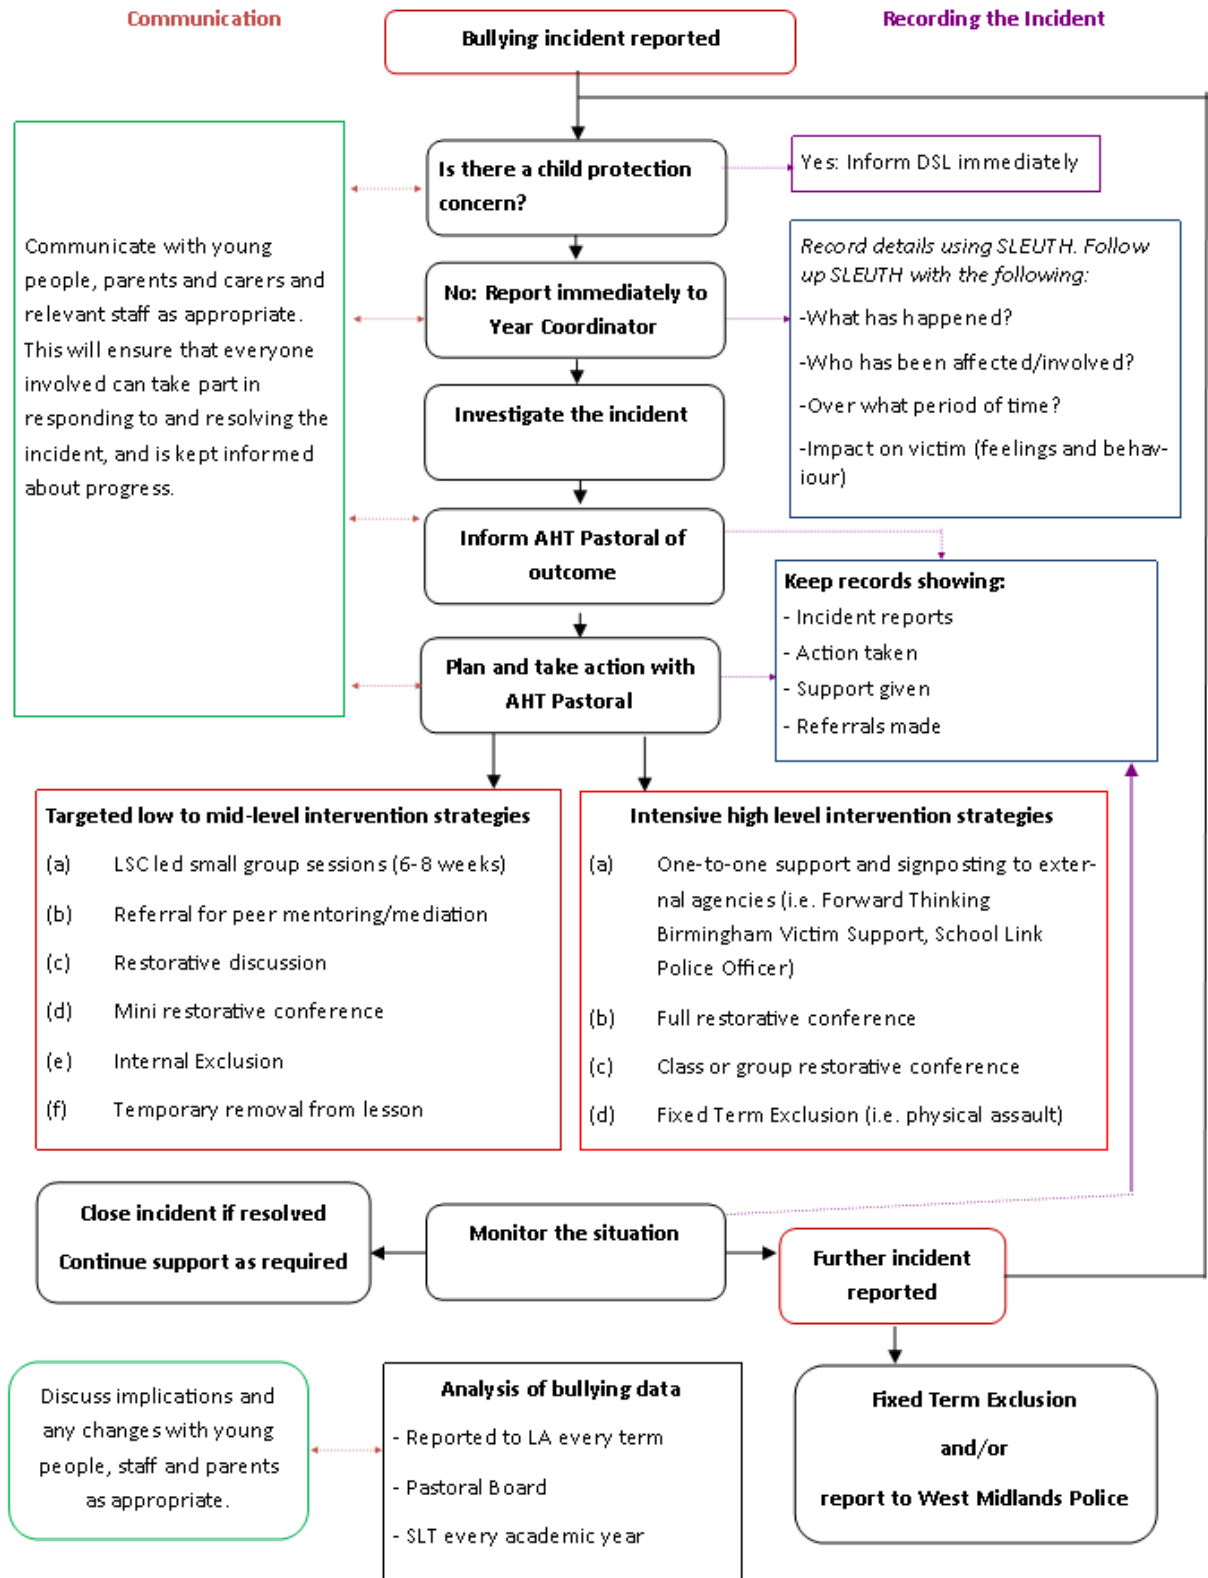 Communication
Bullying incident reported
Recording the Incident
Is there a child protection
concern?
Yes: Inform DSL immediately
Communicate with young
people, parents and carers and
relevant staff as appropriate.
This will ensure that everyone
involved can take part in
responding to and resolving the
incident, and is kept informed
about progress.
No: Report immediately to
Year Coordinator
Record details using SLEUTH. Follow
up SLEUTH with the following:
-What has happened?
-Who has been affected/involved?
-Over what period of time?
-Impact on victim (feelings and behav-
iour)
Investigate the incident
Inform AHT Pastoral of
outcome
Keep records showing:
- Incident reports
- Action taken
- Support given
- Referrals made
Plan and take action with
AHT Pastoral
Targeted low to mid-level intervention strategies
(a) LSC led small group sessions (6-8 weeks)
(b) Referral for peer mentoring/mediation
(c) Restorative discussion
(d) Mini restorative conference
(e) Internal Exclusion
(f) Temporary removal from lesson
Intensive high level intervention strategies
(a) One-to-one support and signposting to exter-
nal agencies (i.e. Forward Thinking
Birmingham Victim Support, School Link
Police Officer)
(b) Full restorative conference
(c) Class or group restorative conference
(d) Fixed Term Exclusion (i.e. physical assault)
Close incident if resolved
Continue support as required
Monitor the situation
Further incident
reported
Discuss implications and
any changes with young
people, staff and parents
as appropriate.
Analysis of bullying data
- Reported to LA every term
- Pastoral Board
- SLT every academic year
Fixed Term Exclusion
and/or
report to West Midlands Police